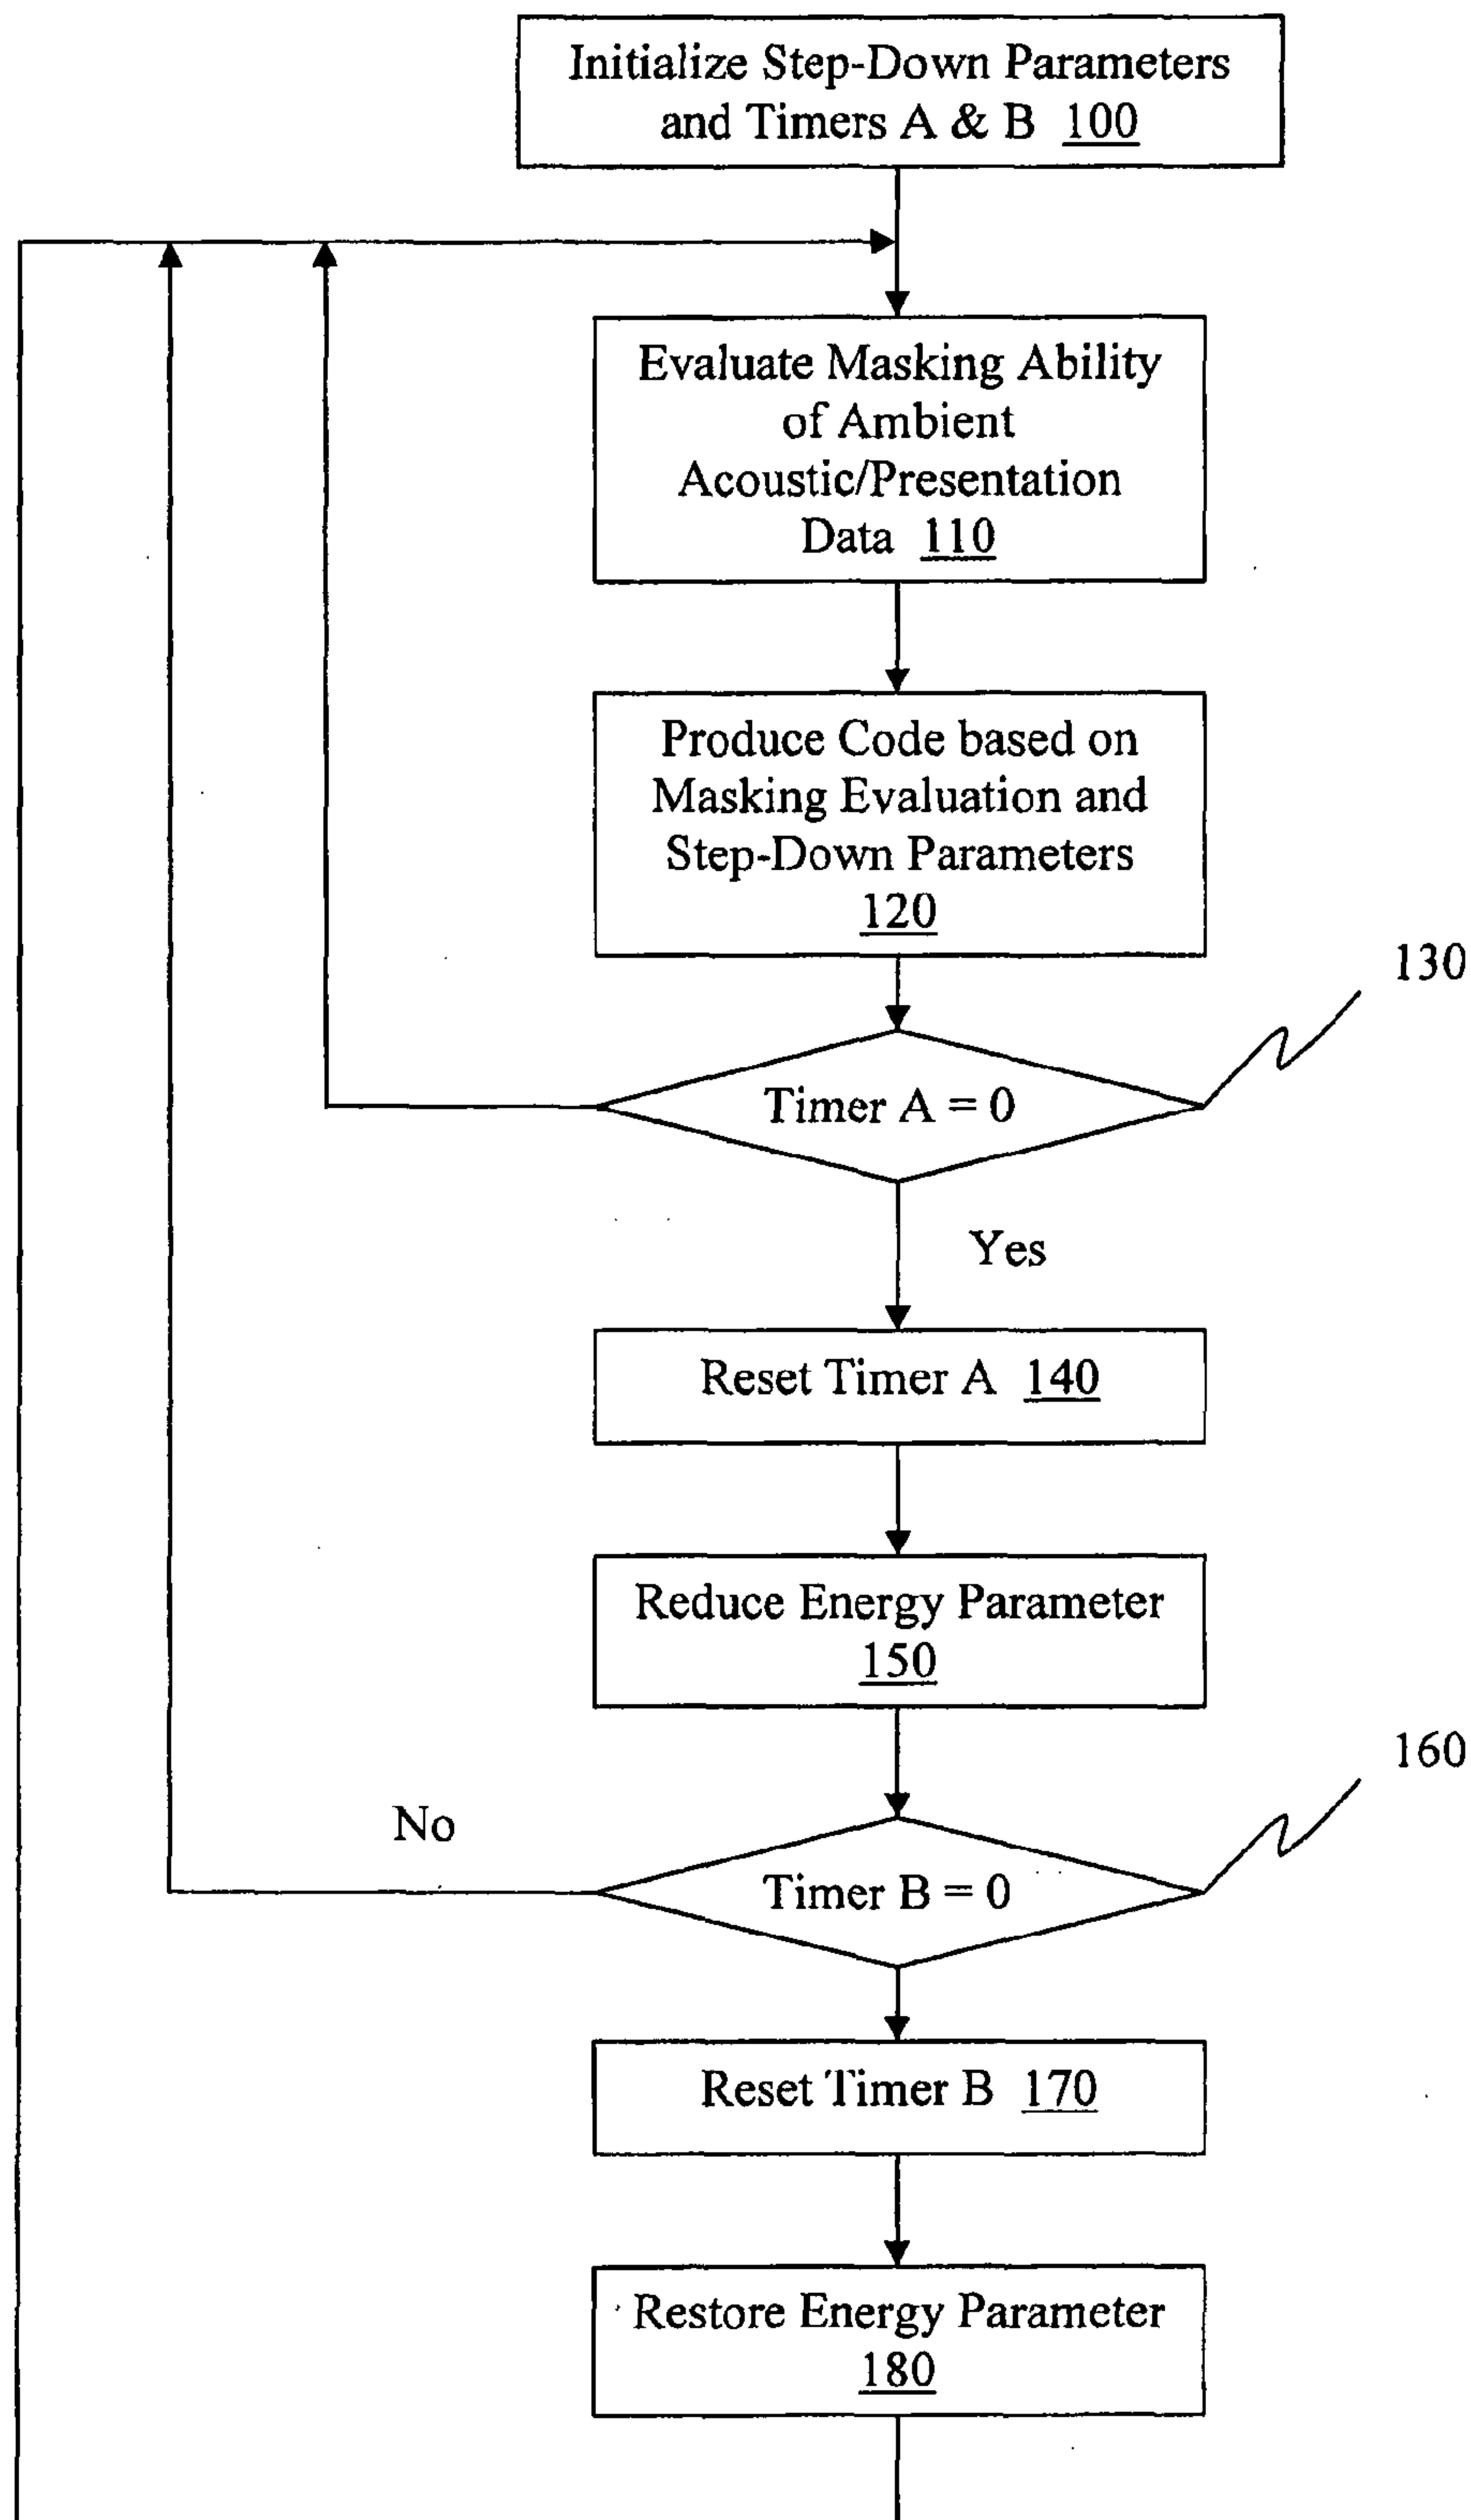 Initialize Step-Down Parameters
and Timers A & B 100
Evaluate Masking Ability
of Ambient
Acoustic/Presentation
Data 110
Produce Code based on
Masking Evaluation and
Step-Down Parameters
120
130
Timer A = 0
Yes
Reset Timer A 140
Reduce Energy Parameter
150
160
No
Timer B = 0
Reset Timer B 170
Restore Energy Parameter
180